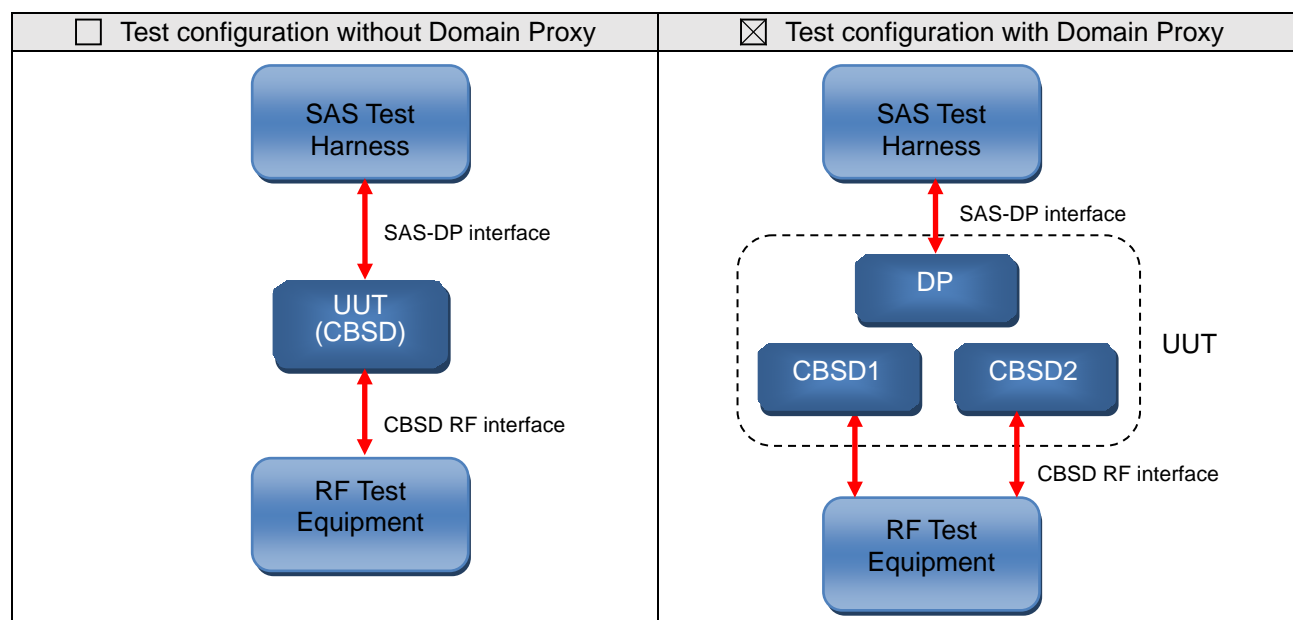 ☐ Test configuration without Domain Proxy
SAS Test
Harness
SAS-DP interface
UUT
(CBSD)
CBSD RF interface
RF Test
Equipment
☒ Test configuration with Domain Proxy
SAS Test
Harness
SAS-DP interface
DP
CBSD1
CBSD2
UUT
CBSD RF interface
RF Test
Equipment